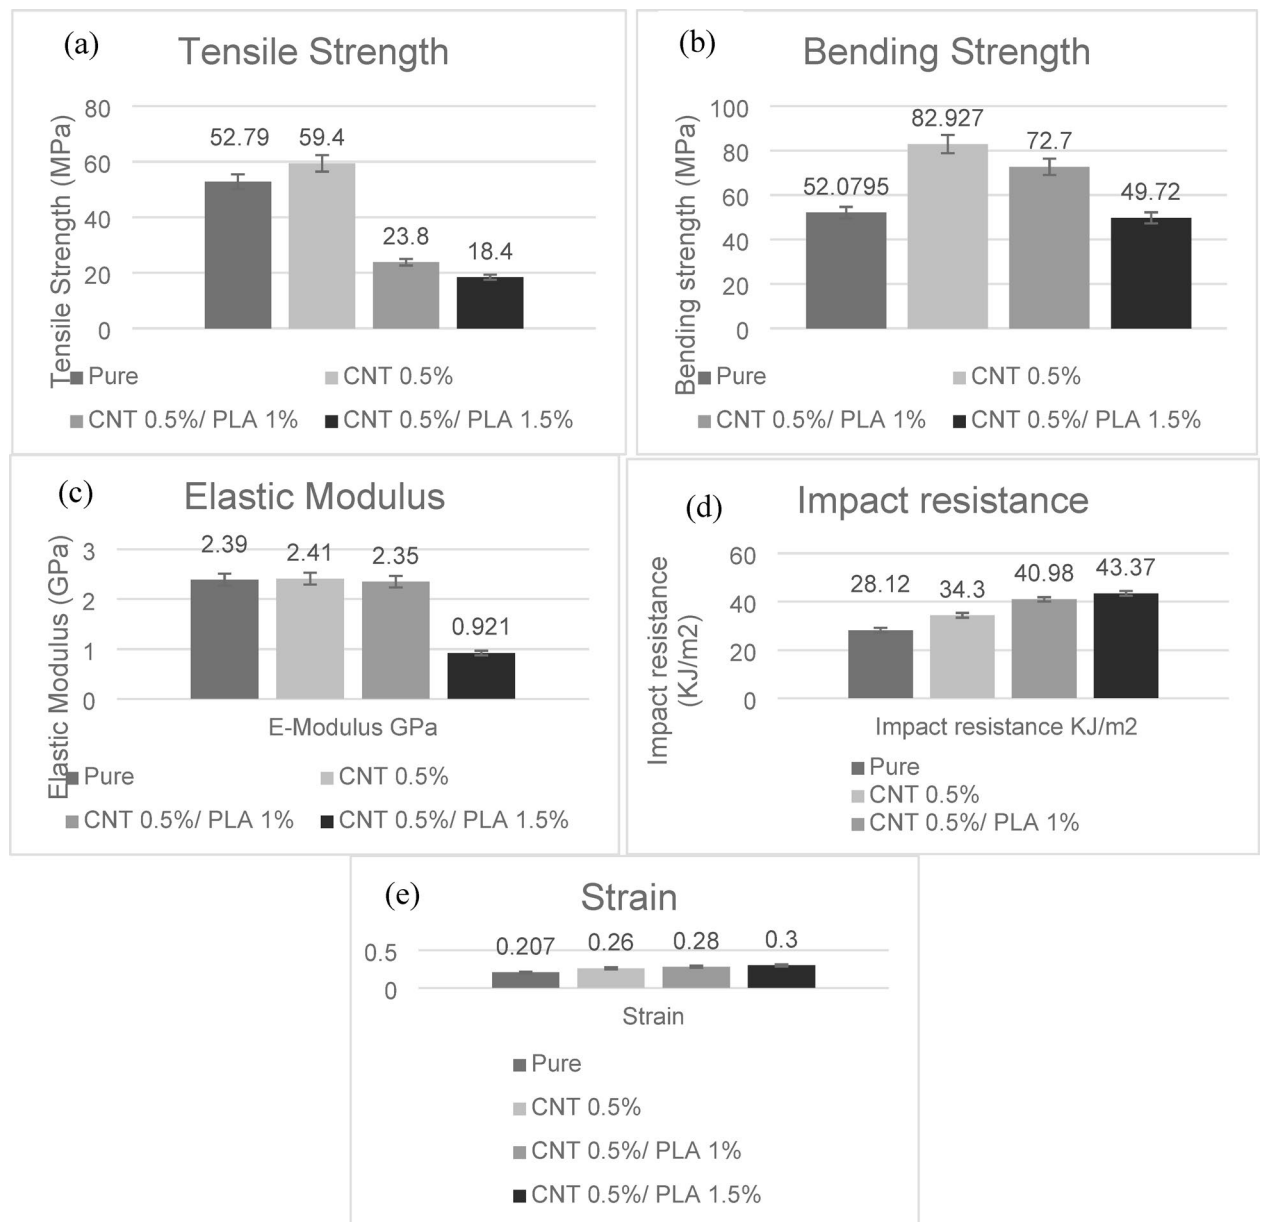 (a)
Tensile Strength
Tensile Strength (MPa)
80
60
40
20
0
52.79
59.4
23.8
18.4
Pure
CNT 0.5%
CNT 0.5%/ PLA 1%
CNT 0.5%/ PLA 1.5%
(b)
Bending Strength
Bending strength (MPa)
100
80
60
40
20
0
52.0795
82.927
72.7
49.72
Pure
CNT 0.5%
CNT 0.5%/ PLA 1%
CNT 0.5%/ PLA 1.5%
(c)
Elastic Modulus
Elastic Modulus (GPa)
3
2
1
0
2.39
2.41
2.35
0.921
E-Modulus GPa
Pure
CNT 0.5%
CNT 0.5%/ PLA 1%
CNT 0.5%/ PLA 1.5%
(d)
Impact resistance
Impact resistance
(KJ/m2)
60
40
20
0
28.12
34.3
40.98
43.37
Impact resistance KJ/m2
Pure
CNT 0.5%
CNT 0.5%/ PLA 1%
(e)
Strain
0.5
0
0.207
0.26
0.28
0.3
Strain
Pure
CNT 0.5%
CNT 0.5%/ PLA 1%
CNT 0.5%/ PLA 1.5%